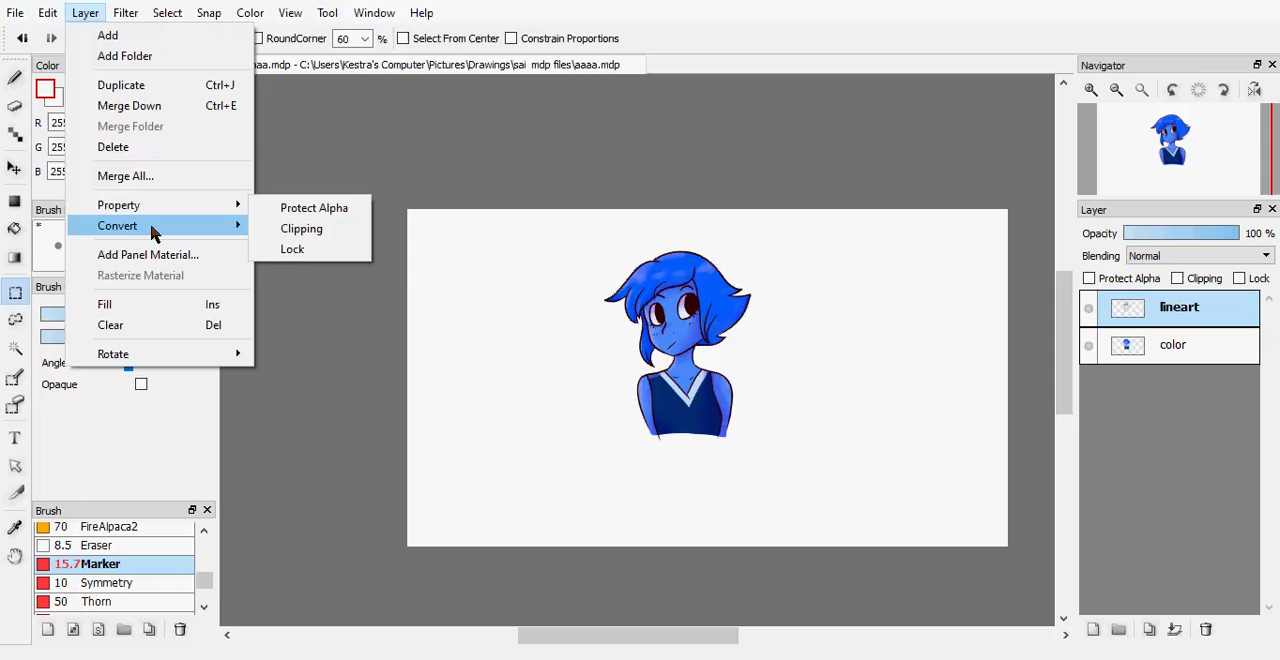 File Edit Layer Filter Select Snap Color View Tool Window Help
RoundCorner 60 % Select From Center Constrain Proportions
aaa.mdp - C:\Users\Kestra's Computer\Pictures\Drawings\sai mdp files\aaaa.mdp
Add
Add Folder
Duplicate Ctrl+J
Merge Down Ctrl+E
Merge Folder
Delete
Merge All...
Property
Convert
Add Panel Material...
Rasterize Material
Fill Ins
Clear Del
Rotate
Protect Alpha
Clipping
Lock
Color
R 255
G 255
B 255
Brush
*
Brush
Opaque
Brush
70 FireAlpaca2
8.5 Eraser
15.7 Marker
10 Symmetry
50 Thorn
Navigator
Layer
Opacity 100 %
Blending Normal
Protect Alpha Clipping Lock
lineart
color